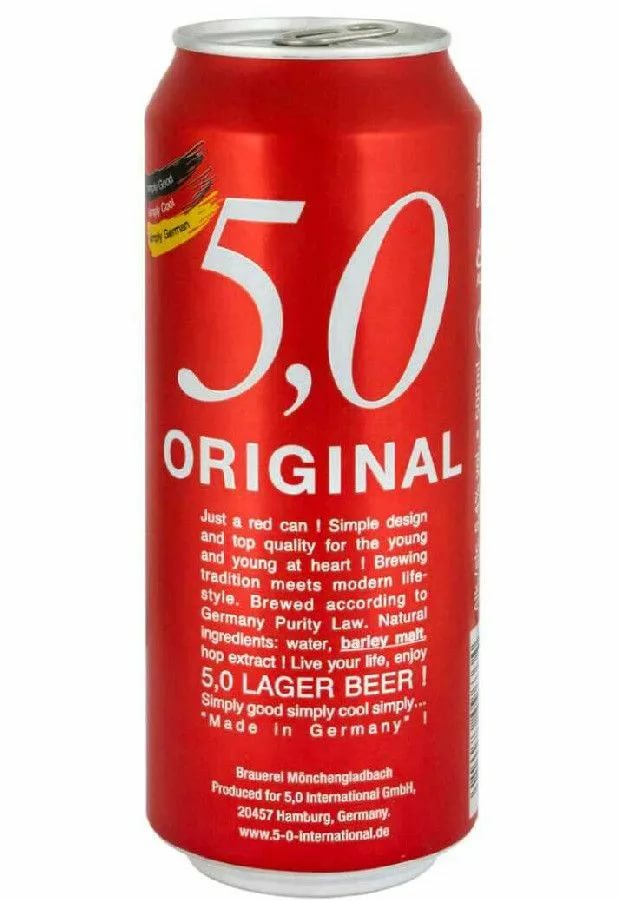 Simply Good
Simply Cool
Simply German
5,0
ORIGINAL
Just a red can ! Simple design
and top quality for the young
and young at heart ! Brewing
tradition meets modern life-
style. Brewed according to
Germany Purity Law. Natural
ingredients: water, barley malt,
hop extract ! Live your life, enjoy
5,0 LAGER BEER !
Simply good simply cool simply...
"Made in Germany" !
Brauerei Mönchengladbach
Produced for 5,0 International GmbH,
20457 Hamburg, Germany.
www.5-0-international.de